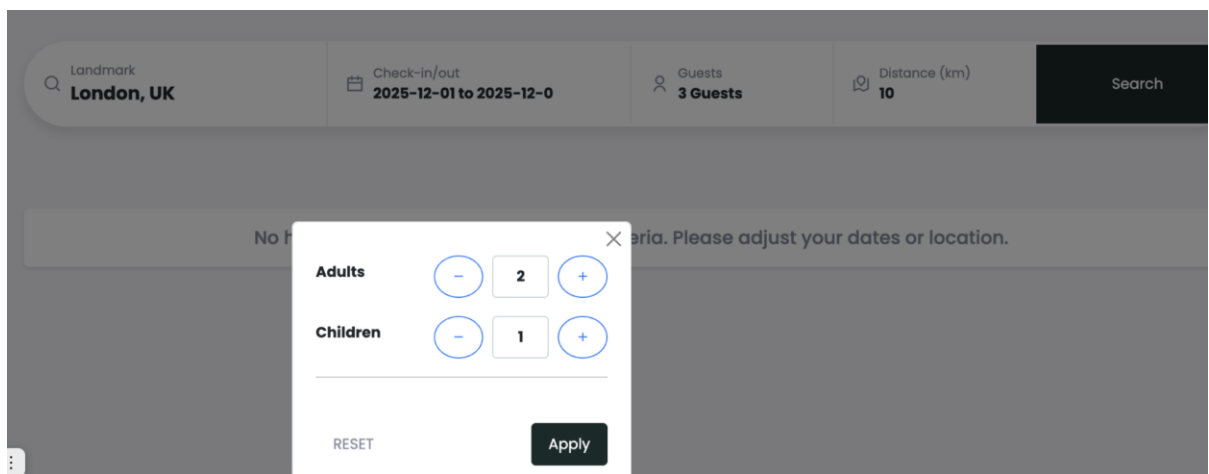 Landmark
London, UK
Check-in/out
2025-12-01 to 2025-12-0
Guests
3 Guests
Distance (km)
10
Search
No eria. Please adjust your dates or location.
Adults
− 2 +
Children
− 1 +
RESET
Apply